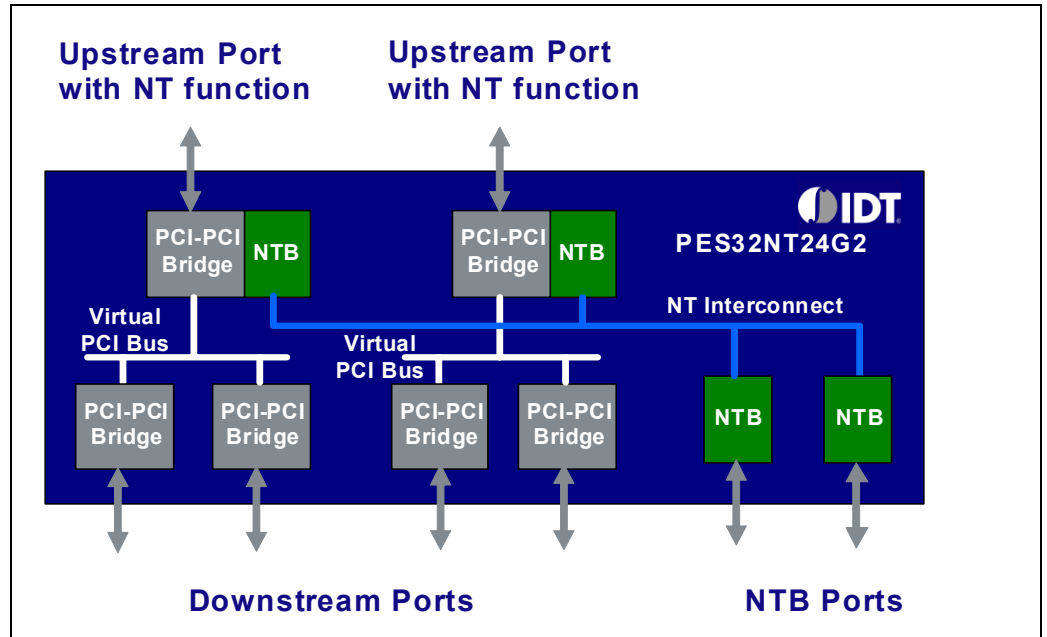 Upstream Port
with NT function
Upstream Port
with NT function
IDT
PES32NT24G2
PCI-PCI
Bridge
NTB
PCI-PCI
Bridge
NTB
NT Interconnect
Virtual
PCI Bus
Virtual
PCI Bus
PCI-PCI
Bridge
PCI-PCI
Bridge
PCI-PCI
Bridge
PCI-PCI
Bridge
NTB
NTB
Downstream Ports
NTB Ports